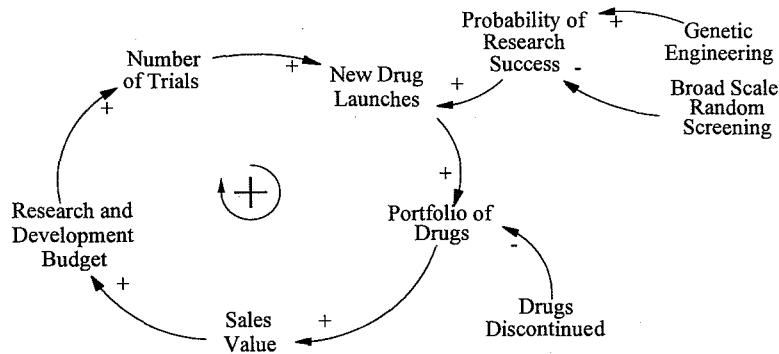 Probability of
Research
Success
+
-
Genetic
Engineering
Broad Scale
Random
Screening
Number
of Trials
+
New Drug
Launches
+
+
+
+
Portfolio of
Drugs
-
Research and
Development
Budget
+
Sales
Value
+
Drugs
Discontinued